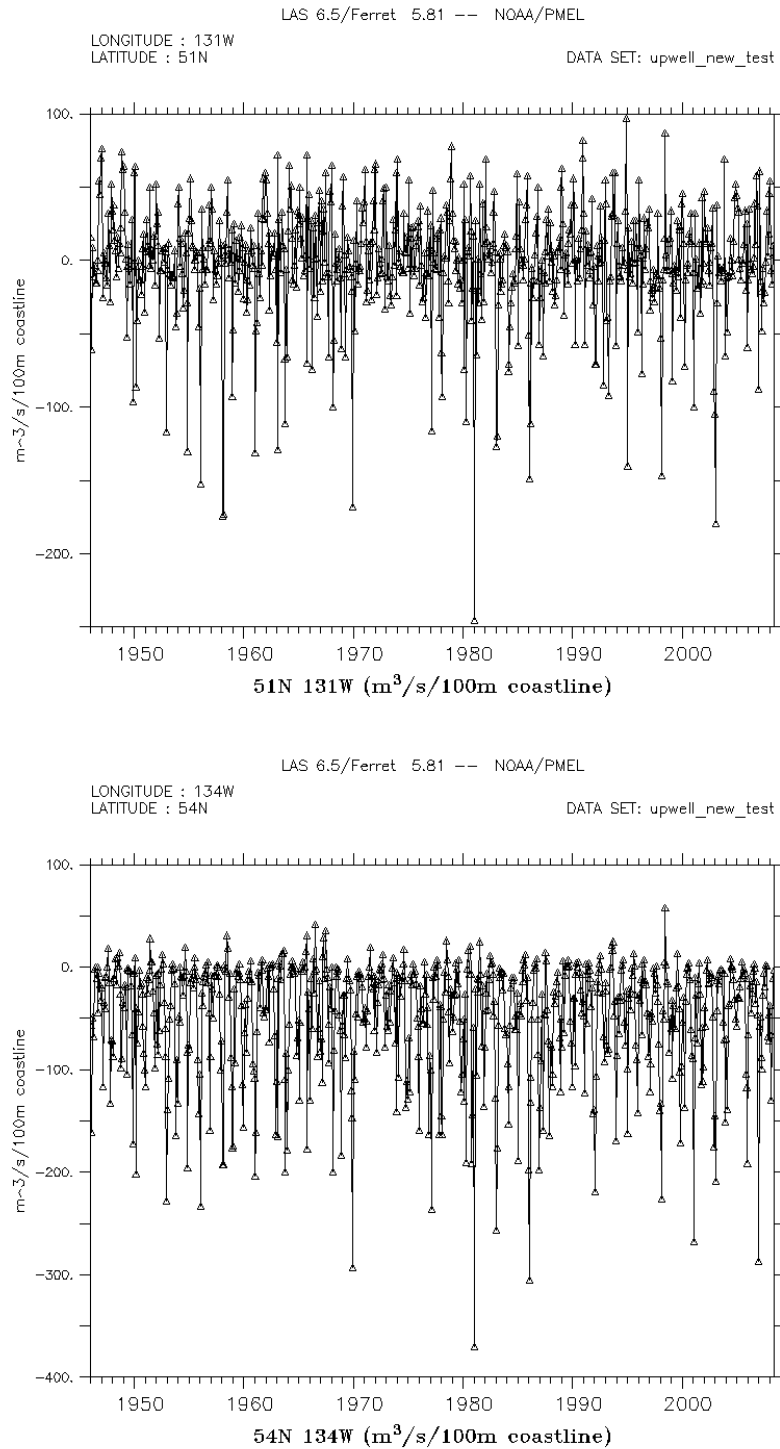 LAS 6.5/Ferret 5.81 -- NOAA/PMEL
LONGITUDE : 131W
LATITUDE : 51N
DATA SET: upwell_new_test
m~3/s/100m coastline
100.
0.
-100.
-200.
1950 1960 1970 1980 1990 2000
51N 131W (m³/s/100m coastline)
LAS 6.5/Ferret 5.81 -- NOAA/PMEL
LONGITUDE : 134W
LATITUDE : 54N
DATA SET: upwell_new_test
m~3/s/100m coastline
100.
0.
-100.
-200.
-300.
-400.
1950 1960 1970 1980 1990 2000
54N 134W (m³/s/100m coastline)